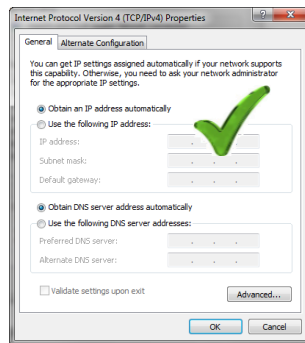 Internet Protocol Version 4 (TCP/IPv4) Properties
General
Alternate Configuration
You can get IP settings assigned automatically if your network supports
this capability. Otherwise, you need to ask your network administrator
for the appropriate IP settings.
Obtain an IP address automatically
Use the following IP address:
IP address:
Subnet mask:
Default gateway:
Obtain DNS server address automatically
Use the following DNS server addresses:
Preferred DNS server:
Alternate DNS server:
Validate settings upon exit
Advanced...
OK
Cancel